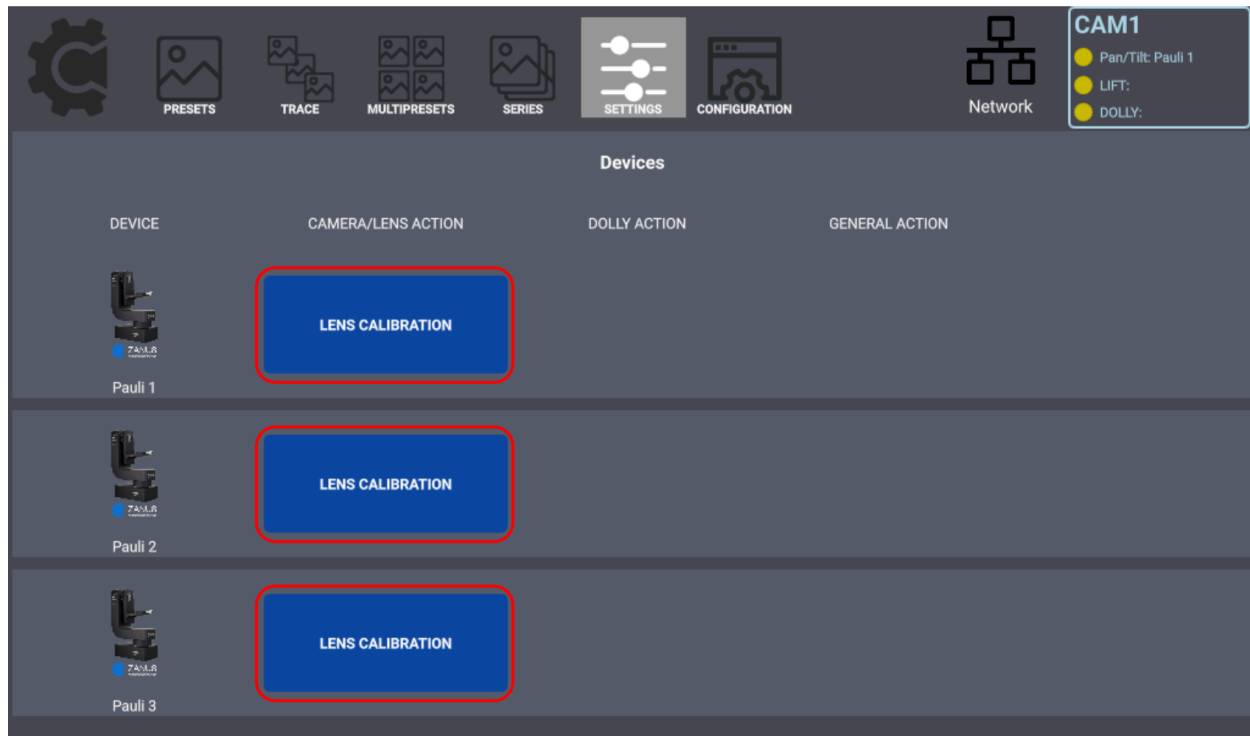 PRESETS
TRACE
MULTIPRESETS
SERIES
SETTINGS
CONFIGURATION
Network
CAM1
Pan/Tilt: Pauli 1
LIFT:
DOLLY:
Devices
DEVICE
CAMERA/LENS ACTION
DOLLY ACTION
GENERAL ACTION
LENS CALIBRATION
Pauli 1
LENS CALIBRATION
Pauli 2
LENS CALIBRATION
Pauli 3